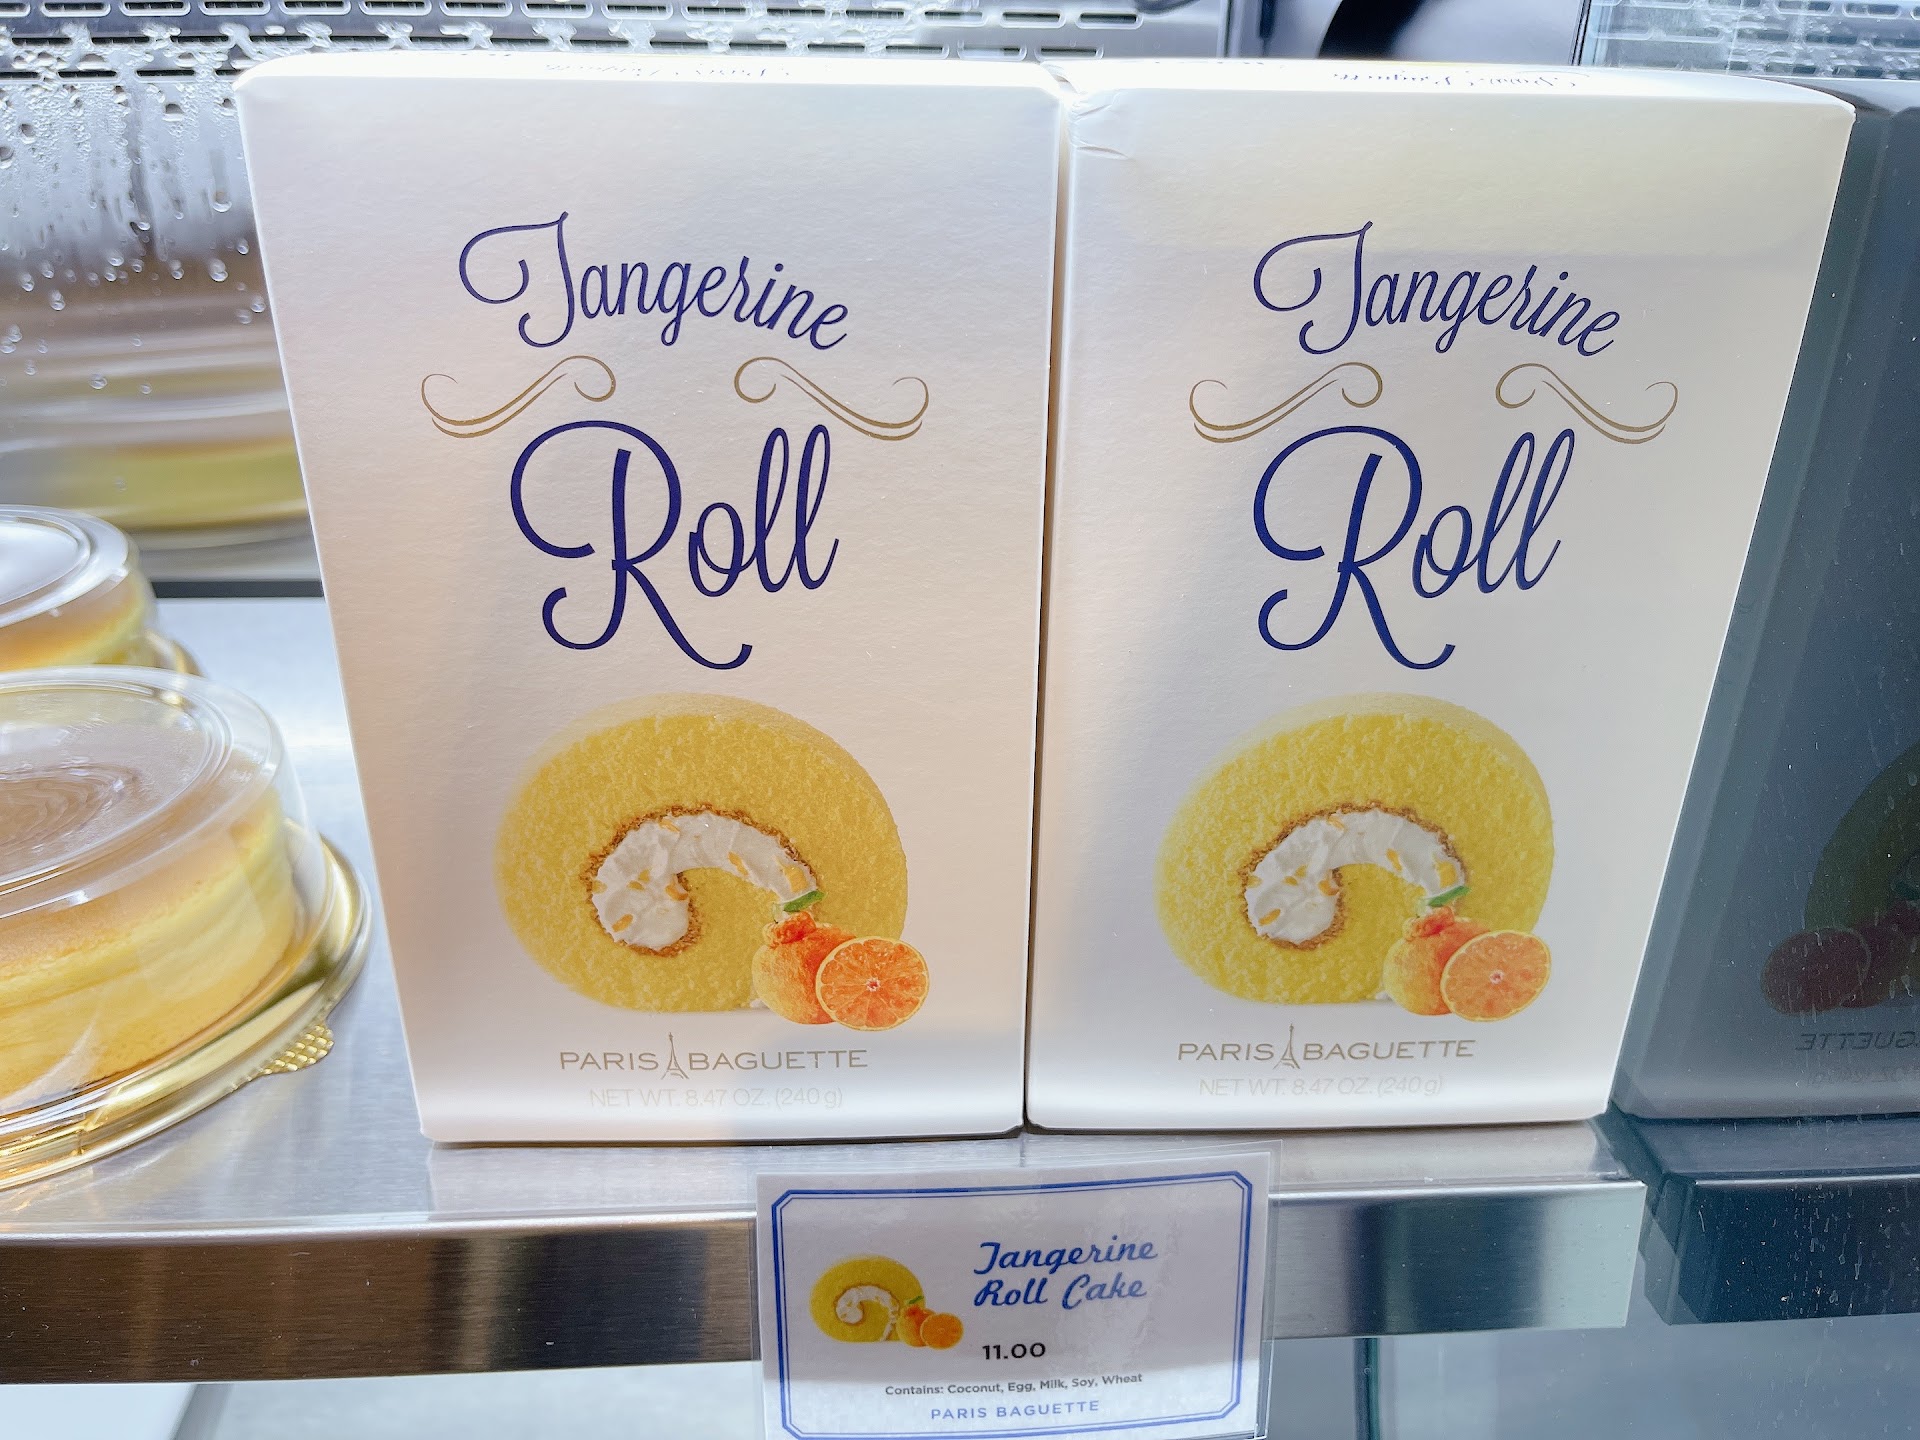 Tangerine
Roll
PARIS BAGUETTE
NET WT. 8.47 OZ. (240 g)
Tangerine
Roll
PARIS BAGUETTE
NET WT. 8.47 OZ. (240 g)
Tangerine
Roll Cake
11.00
Contains: Coconut, Egg, Milk, Soy, Wheat
PARIS BAGUETTE